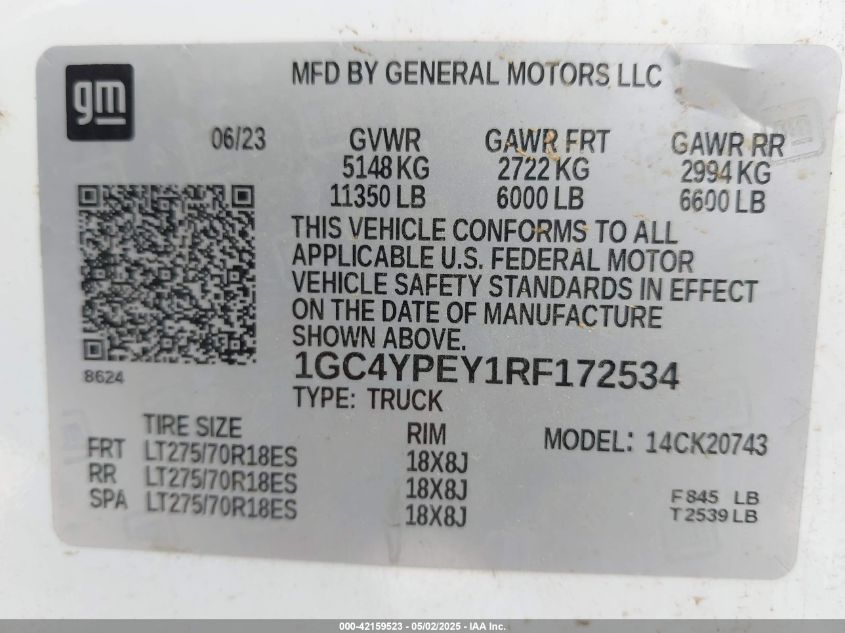 gm
MFD BY GENERAL MOTORS LLC
06/23 GVWR GAWR FRT GAWR RR
5148 KG 2722 KG 2994 KG
11350 LB 6000 LB 6600 LB
THIS VEHICLE CONFORMS TO ALL
APPLICABLE U.S. FEDERAL MOTOR
VEHICLE SAFETY STANDARDS IN EFFECT
ON THE DATE OF MANUFACTURE
SHOWN ABOVE.
8624
1GC4YPEY1RF172534
TYPE: TRUCK
TIRE SIZE RIM MODEL: 14CK20743
FRT LT275/70R18ES 18X8J
RR LT275/70R18ES 18X8J
SPA LT275/70R18ES 18X8J
F 845 LB
T 2539 LB
000-42159523 - 05/02/2025 - IAA Inc.